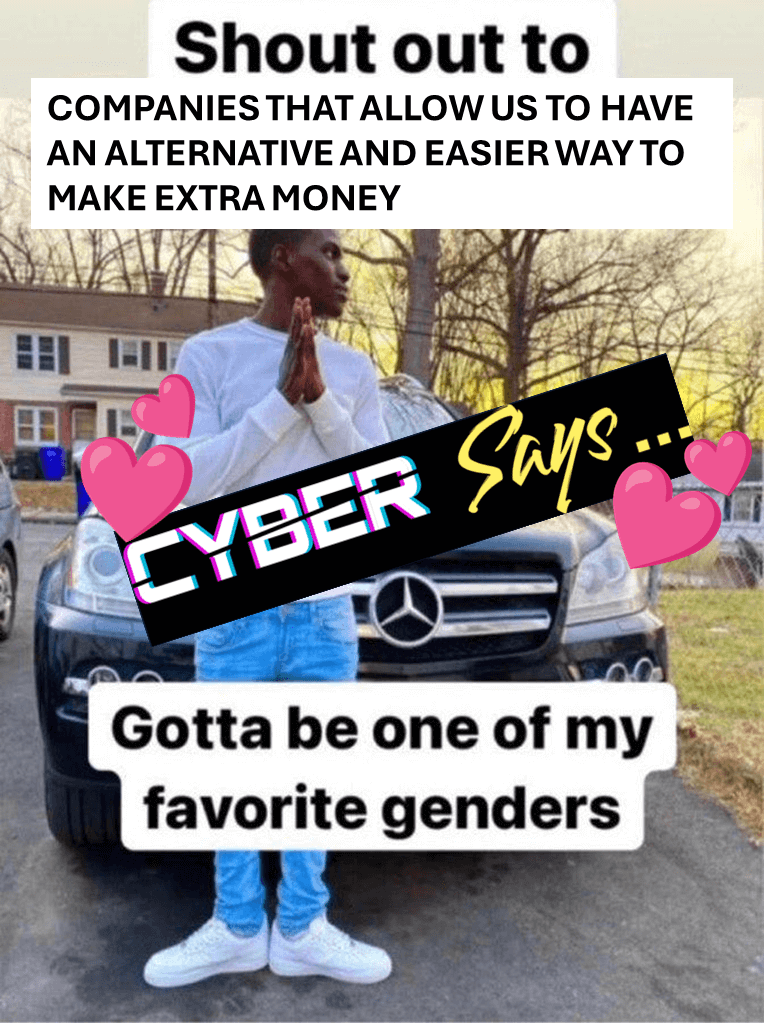 Shout out to
COMPANIES THAT ALLOW US TO HAVE
AN ALTERNATIVE AND EASIER WAY TO
MAKE EXTRA MONEY
CYBER Says ...
Gotta be one of my
favorite genders